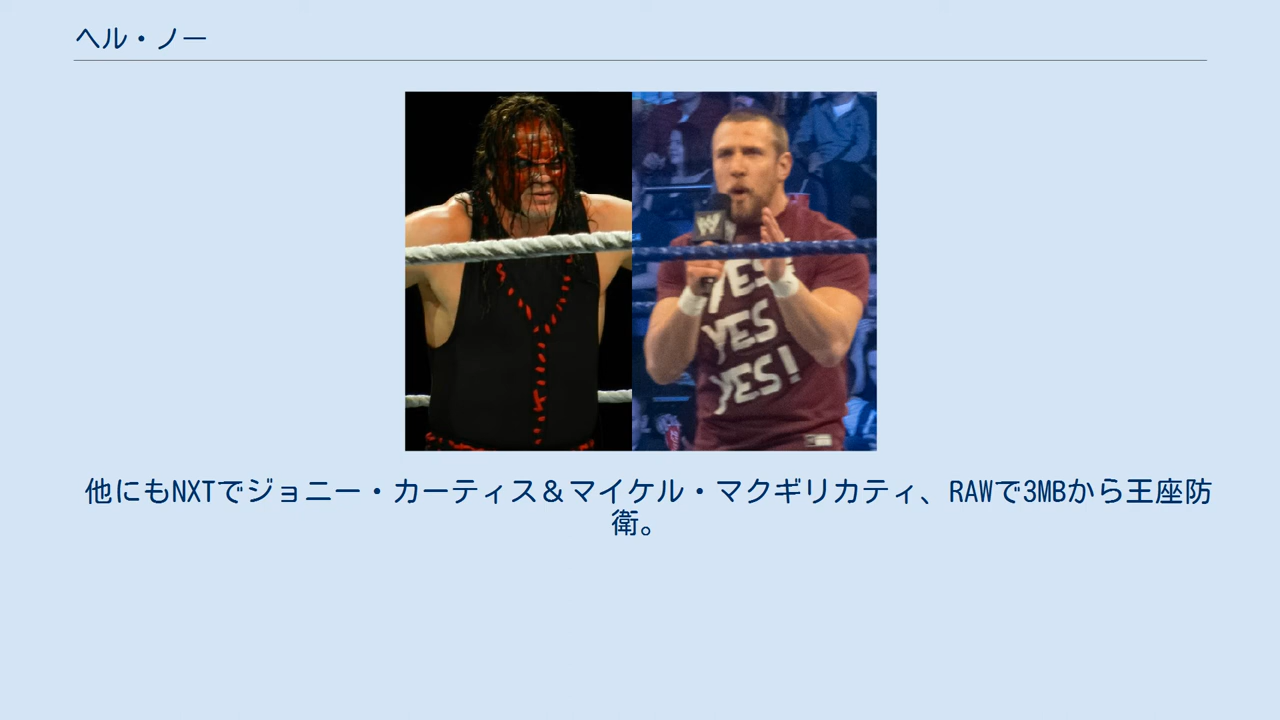 ヘル・ノー
YES
YES
YES!
他にもNXTでジョニー・カーティス＆マイケル・マクギリカティ、RAWで3MBから王座防
衛。